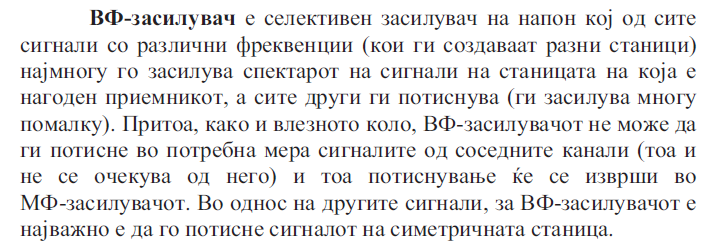 ВФ-засилувач е селективен засилувач на напон кој од сите
сигнали со различни фреквенции (кои ги создаваат разни станици)
најмногу го засилува спектарот на сигнали на станицата на која е
нагоден приемникот, а сите други ги потиснува (ги засилува многу
помалку). Притоа, како и влезното коло, ВФ-засилувачот не може да
ги потисне во потребна мера сигналите од соседните канали (тоа и
не се очекува од него) и тоа потиснување ќе се изврши во
МФ-засилувачот. Во однос на другите сигнали, за ВФ-засилувачот е
најважно е да го потисне сигналот на симетричната станица.